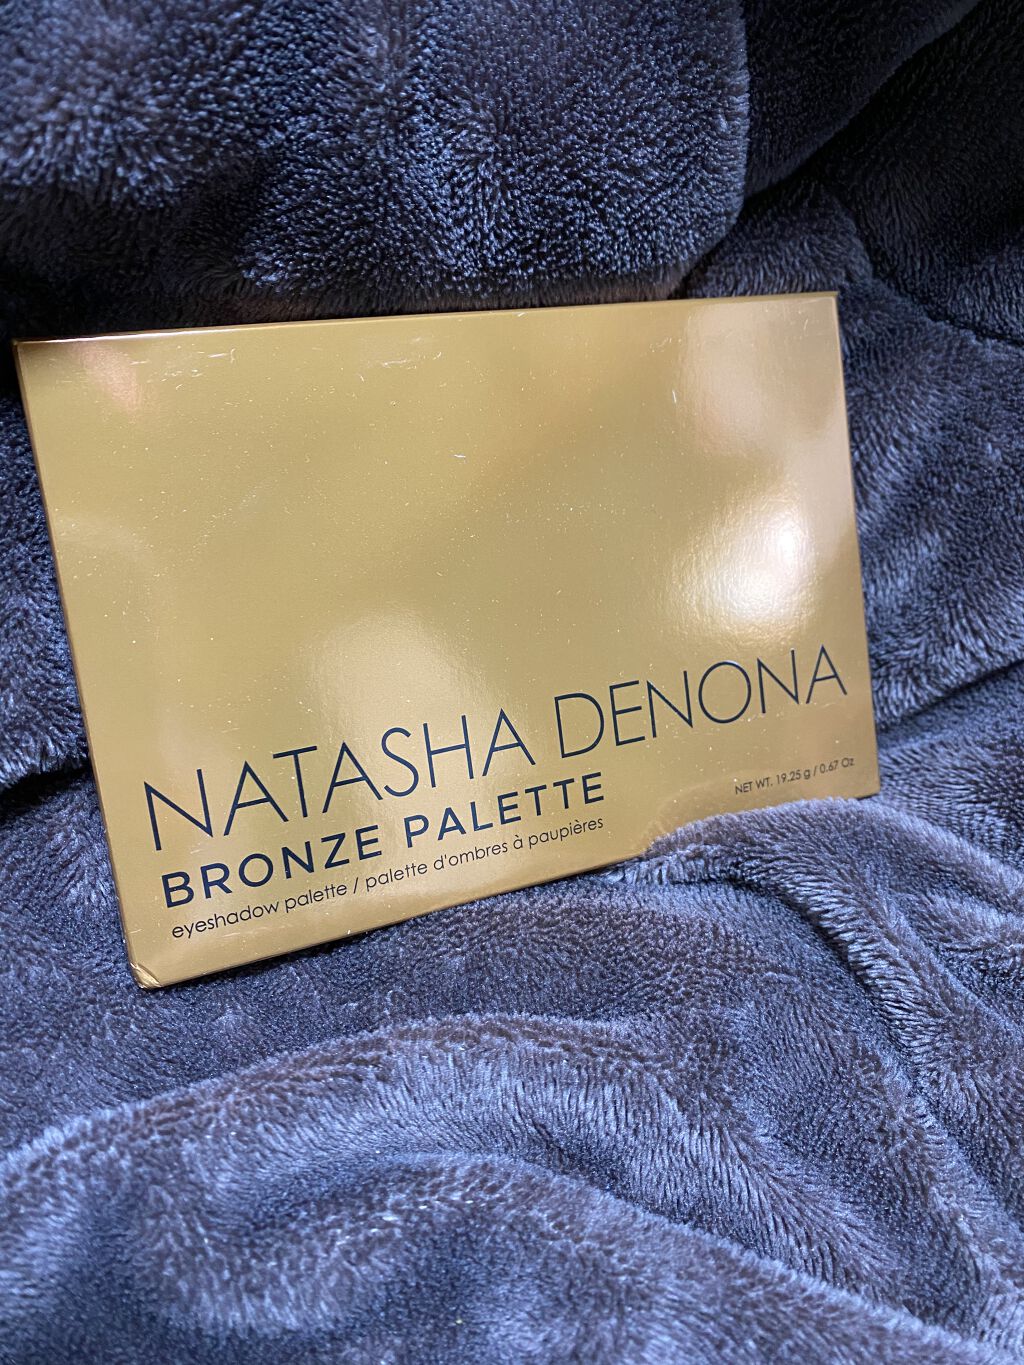 NATASHA DENONA
BRONZE PALETTE
eyeshadow palette / palette d'ombres à paupières
NET WT. 19.25 g / 0.67 Oz